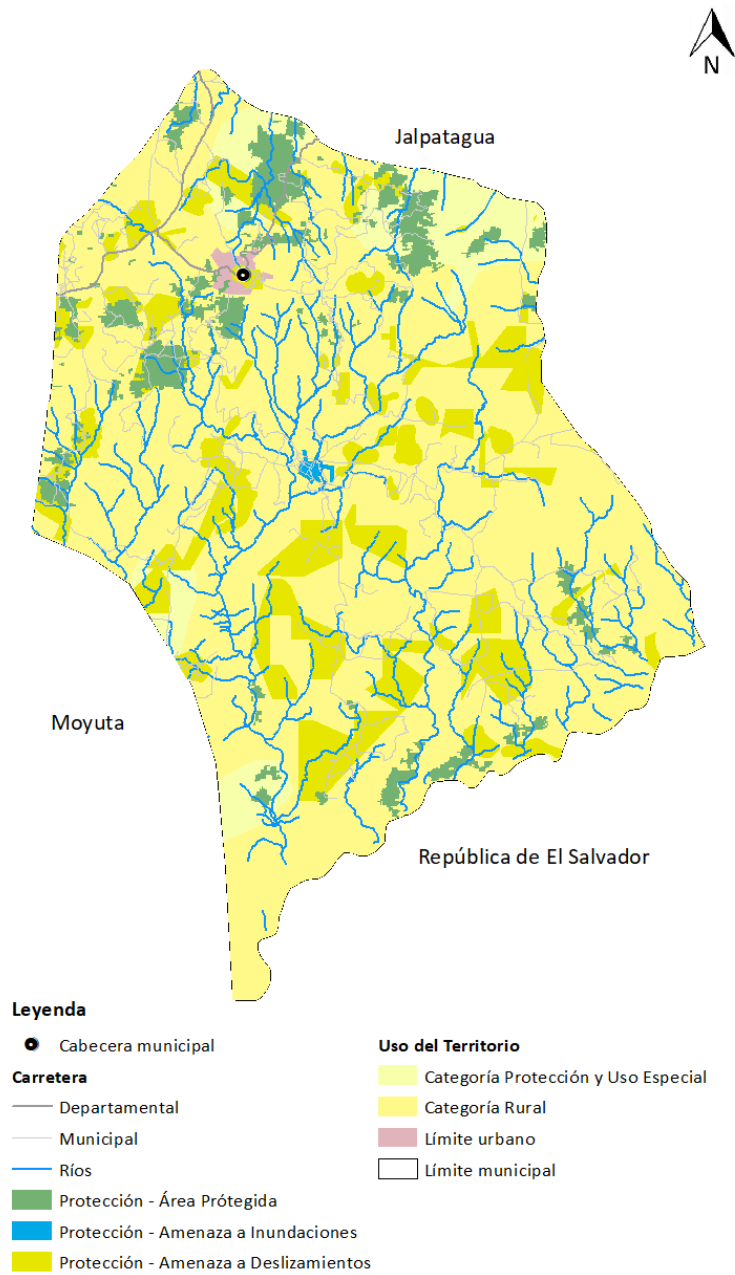 N
Jalpatagua
Moyuta
República de El Salvador
Leyenda
Cabecera municipal
Carretera
Departamental
Municipal
Ríos
Protección - Área Prótegida
Protección - Amenaza a Inundaciones
Protección - Amenaza a Deslizamientos
Uso del Territorio
Categoría Protección y Uso Especial
Categoría Rural
Límite urbano
Límite municipal